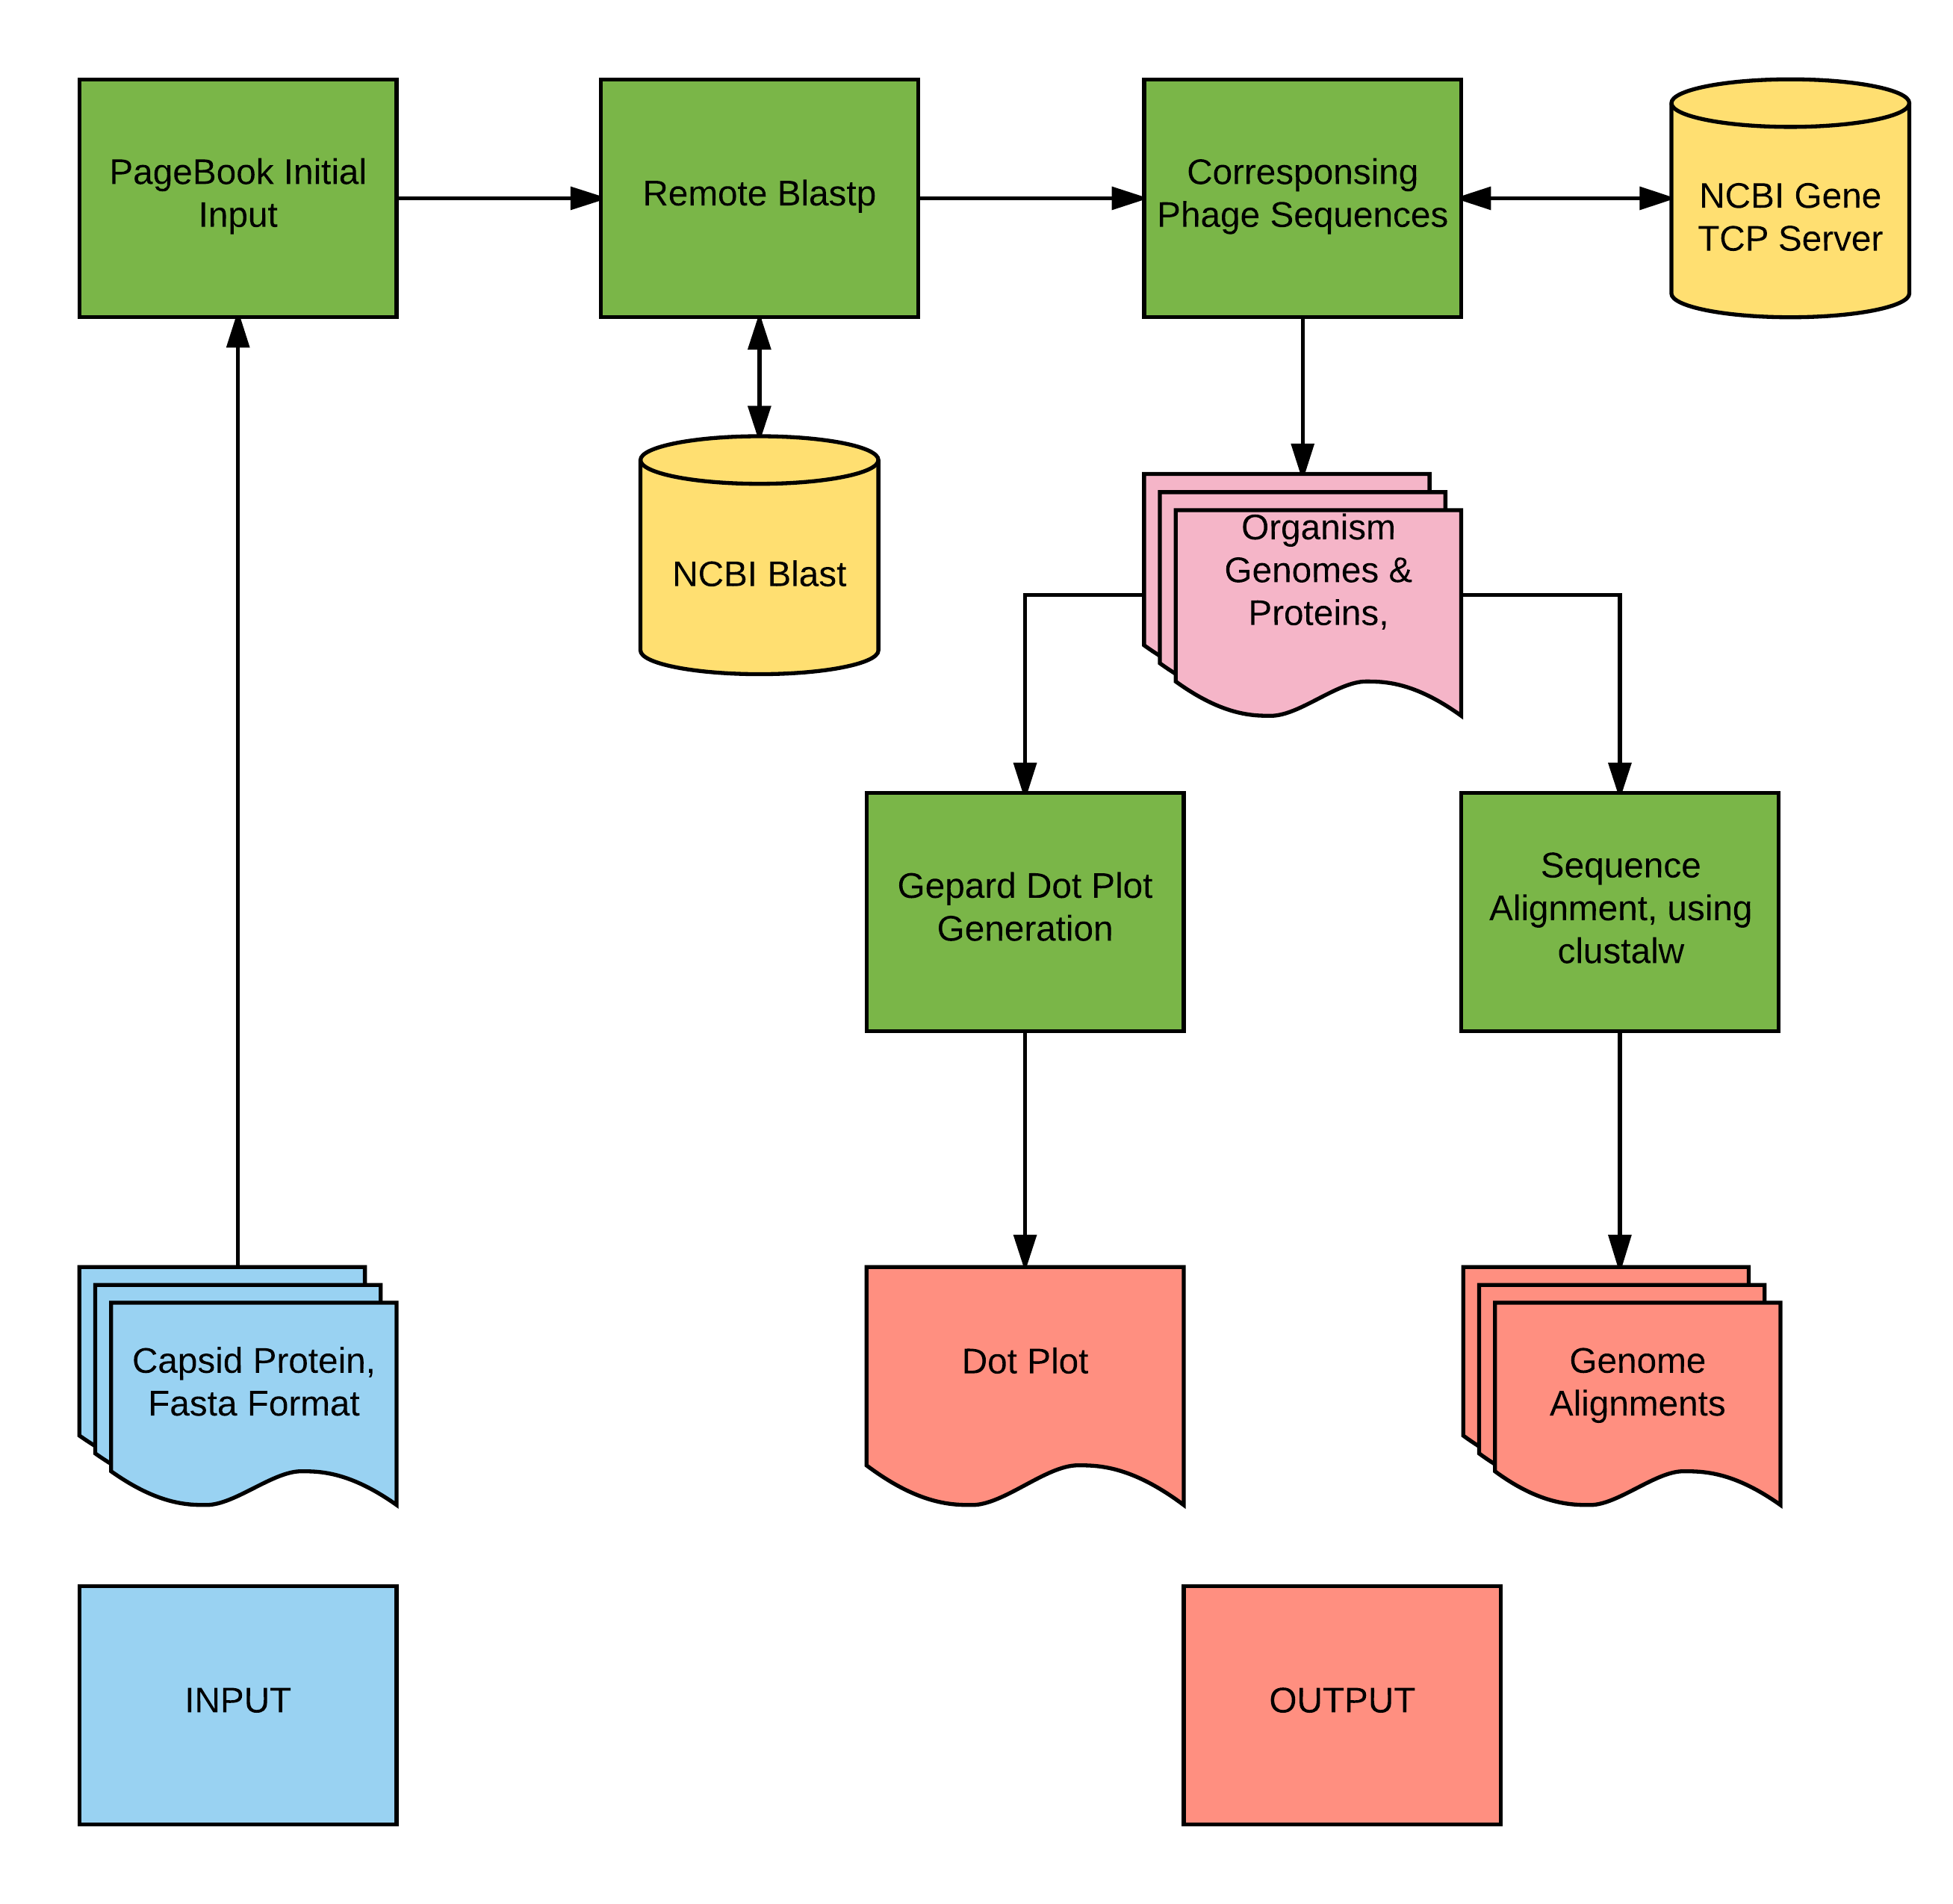 PageBook Initial
Input
Remote Blastp
Corresponsing
Phage Sequences
NCBI Gene
TCP Server
NCBI Blast
Organism
Genomes &
Proteins,
Gepard Dot Plot
Generation
Sequence
Alignment, using
clustalw
Capsid Protein,
Fasta Format
Dot Plot
Genome
Alignments
INPUT
OUTPUT